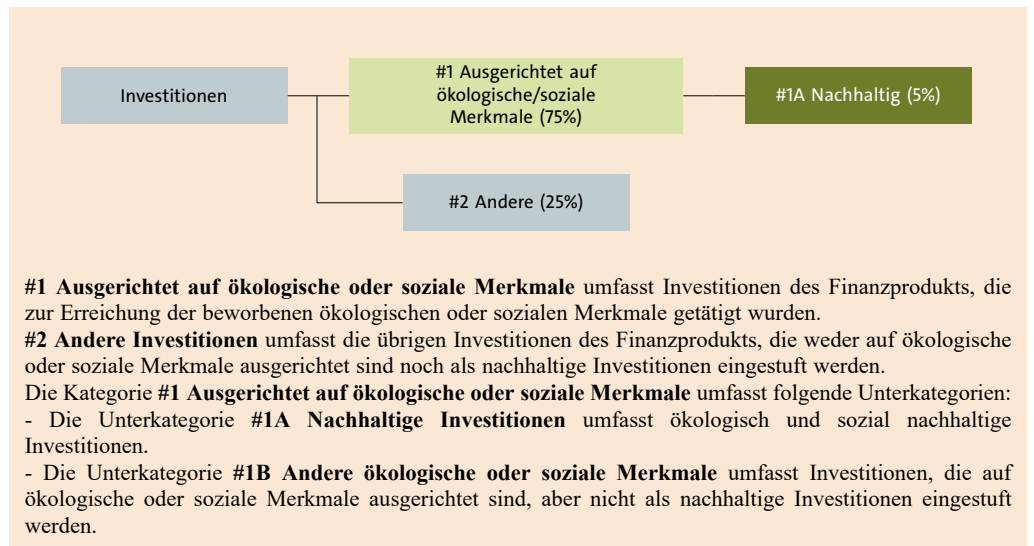 #1 Ausgerichtet auf
ökologische/soziale
Merkmale (75%)
Investitionen
#1A Nachhaltig (5%)
#2 Andere (25%)
#1 Ausgerichtet auf ökologische oder soziale Merkmale umfasst Investitionen des Finanzprodukts, die
zur Erreichung der beworbenen ökologischen oder sozialen Merkmale getätigt wurden.
#2 Andere Investitionen umfasst die übrigen Investitionen des Finanzprodukts, die weder auf ökologische
oder soziale Merkmale ausgerichtet sind noch als nachhaltige Investitionen eingestuft werden.
Die Kategorie #1 Ausgerichtet auf ökologische oder soziale Merkmale umfasst folgende Unterkategorien:
- Die Unterkategorie #1A Nachhaltige Investitionen umfasst ökologisch und sozial nachhaltige
Investitionen.
- Die Unterkategorie #1B Andere ökologische oder soziale Merkmale umfasst Investitionen, die auf
ökologische oder soziale Merkmale ausgerichtet sind, aber nicht als nachhaltige Investitionen eingestuft
werden.